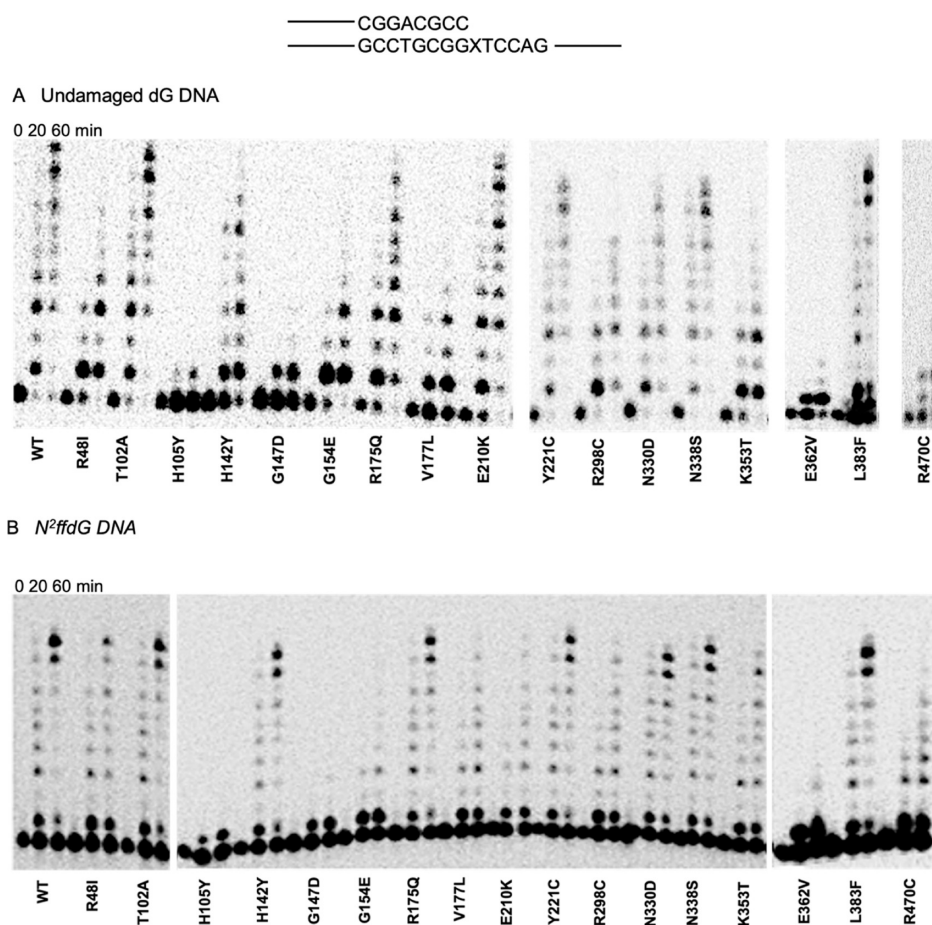 CGGACGCC
GCCTGCGGXTCCAG
A Undamaged dG DNA
0 20 60 min
WT R48I T102A H105Y H142Y G147D G154E R175Q V177L E210K Y221C R298C N330D N338S K353T E362V L383F R470C
B N²ffdG DNA
0 20 60 min
WT R48I T102A H105Y H142Y G147D G154E R175Q V177L E210K Y221C R298C N330D N338S K353T E362V L383F R470C